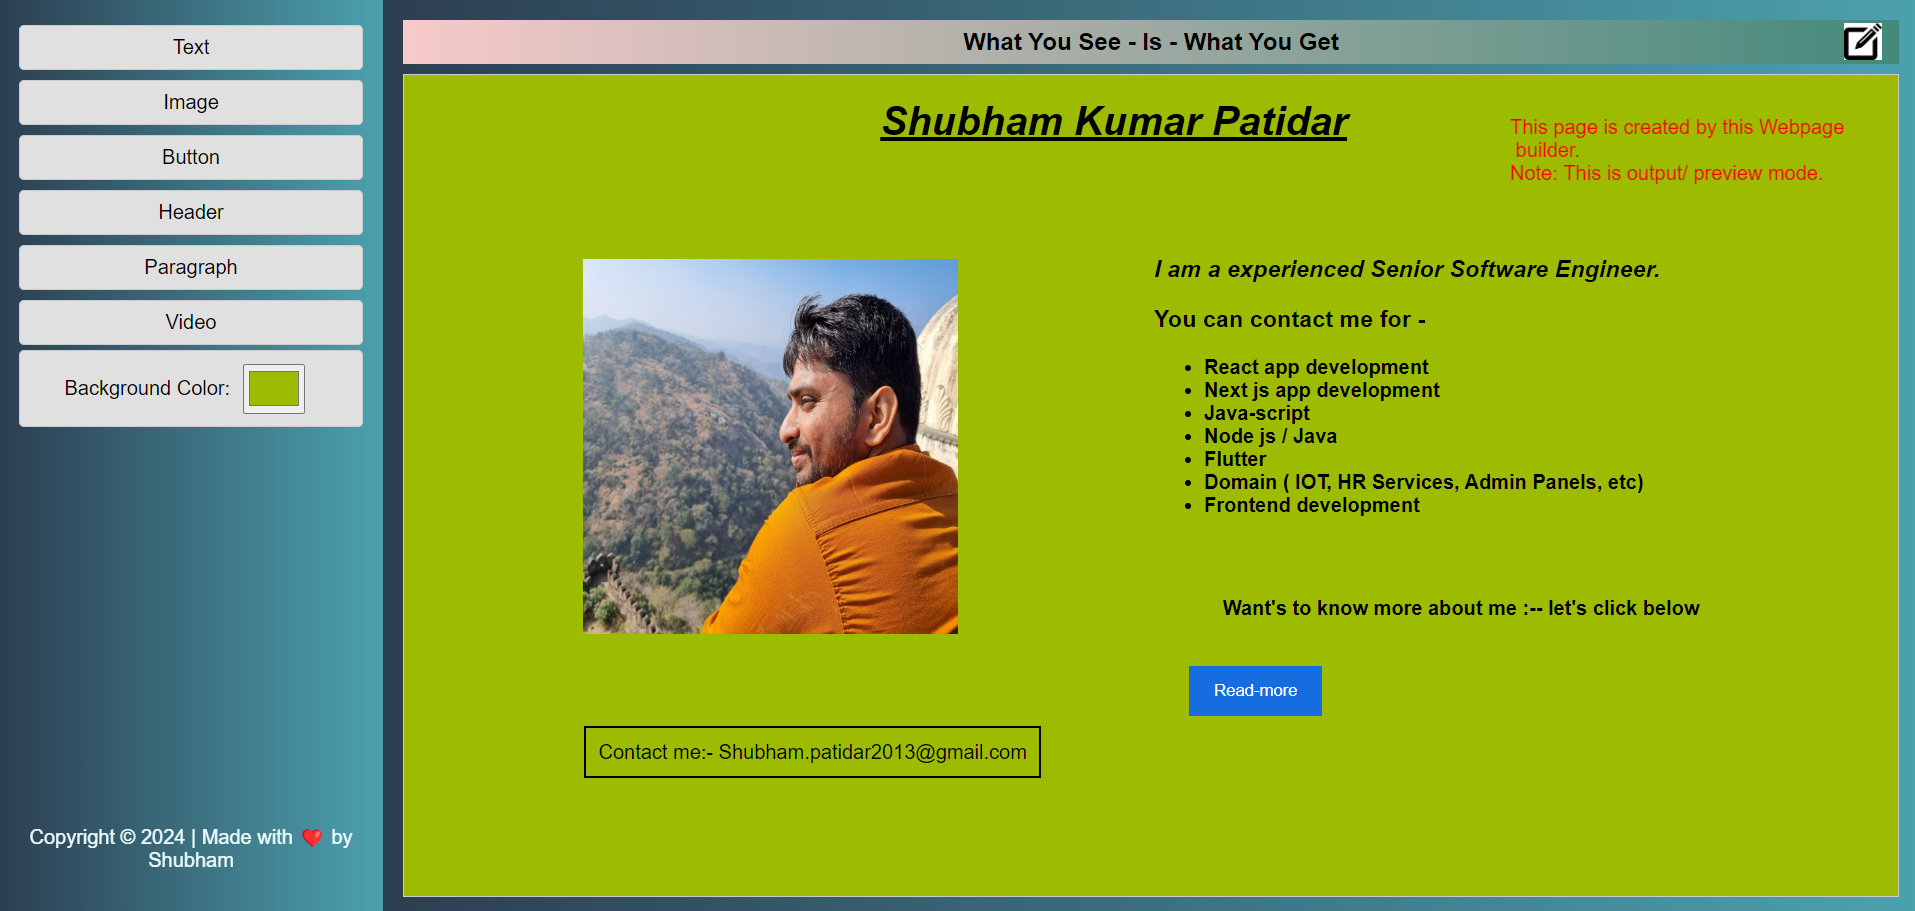 Text
Image
Button
Header
Paragraph
Video
Background Color:
Copyright © 2024 | Made with ❤️ by
Shubham
What You See - Is - What You Get
Shubham Kumar Patidar
This page is created by this Webpage
builder.
Note: This is output/ preview mode.
I am a experienced Senior Software Engineer.
You can contact me for -
• React app development
• Next js app development
• Java-script
• Node js / Java
• Flutter
• Domain ( IOT, HR Services, Admin Panels, etc)
• Frontend development
Want's to know more about me :-- let's click below
Read-more
Contact me:- Shubham.patidar2013@gmail.com